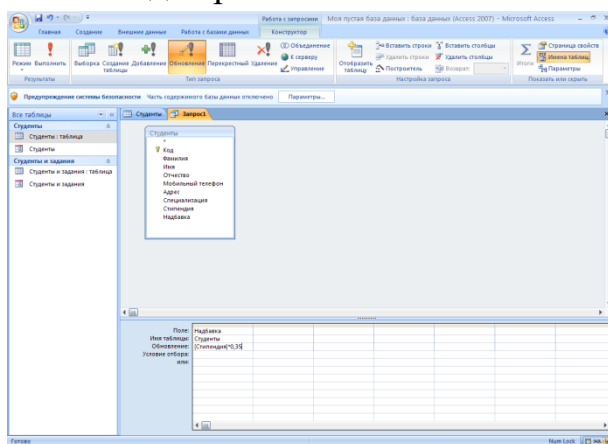 Работа с запросами
Моя пустая база данных : база данных (Access 2007) - Microsoft Access
Главная Создание Внешние данные Работа с базами данных Конструктор
Режим Выполнить
Результаты
Выборка Создание таблицы Добавление Обновление Перекрестный Удаление
Объединение
К серверу
Управление
Тип запроса
Отобразить таблицу
Вставить строки
Удалить строки
Построитель
Вставить столбцы
Удалить столбцы
Возврат:
Настройка запроса
Итоги
Страница свойств
Имена таблиц
Параметры
Показать или скрыть
Предупреждение системы безопасности Часть содержимого базы данных отключено Параметры...
Все таблицы
Студенты
Студенты : таблица
Студенты
Студенты и задания
Студенты и задания : таблица
Студенты и задания
Студенты Запрос1
Студенты
*
Код
Фамилия
Имя
Отчество
Мобильный телефон
Адрес
Специализация
Стипендия
Надбавка
Поле: Надбавка
Имя таблицы: Студенты
Обновление: [Стипендия]*0,35
Условие отбора:
или:
Готово
Num Lock